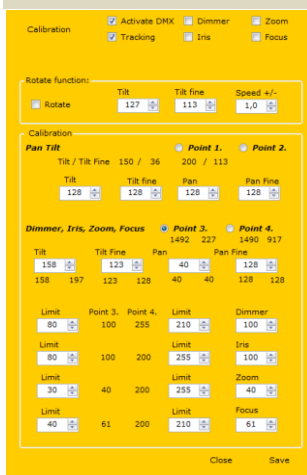 Calibration Activate DMX Dimmer Zoom
Tracking Iris Focus
Rotate function:
Tilt Tilt fine Speed +/-
Rotate 127 113 1,0
Calibration
Pan Tilt Point 1. Point 2.
Tilt / Tilt Fine 150 / 36 200 / 113
Tilt Tilt fine Pan Pan Fine
128 128 128 128
Dimmer, Iris, Zoom, Focus Point 3. Point 4.
1492 227 1490 917
Tilt Tilt Fine Pan Pan Fine
158 123 40 128
158 197 123 128 40 40 128 128
Limit Point 3. Point 4. Limit Dimmer
80 100 255 210 100
Limit Limit Iris
80 100 200 255 100
Limit Limit Zoom
30 40 200 255 40
Limit Limit Focus
40 61 200 210 61
Close Save